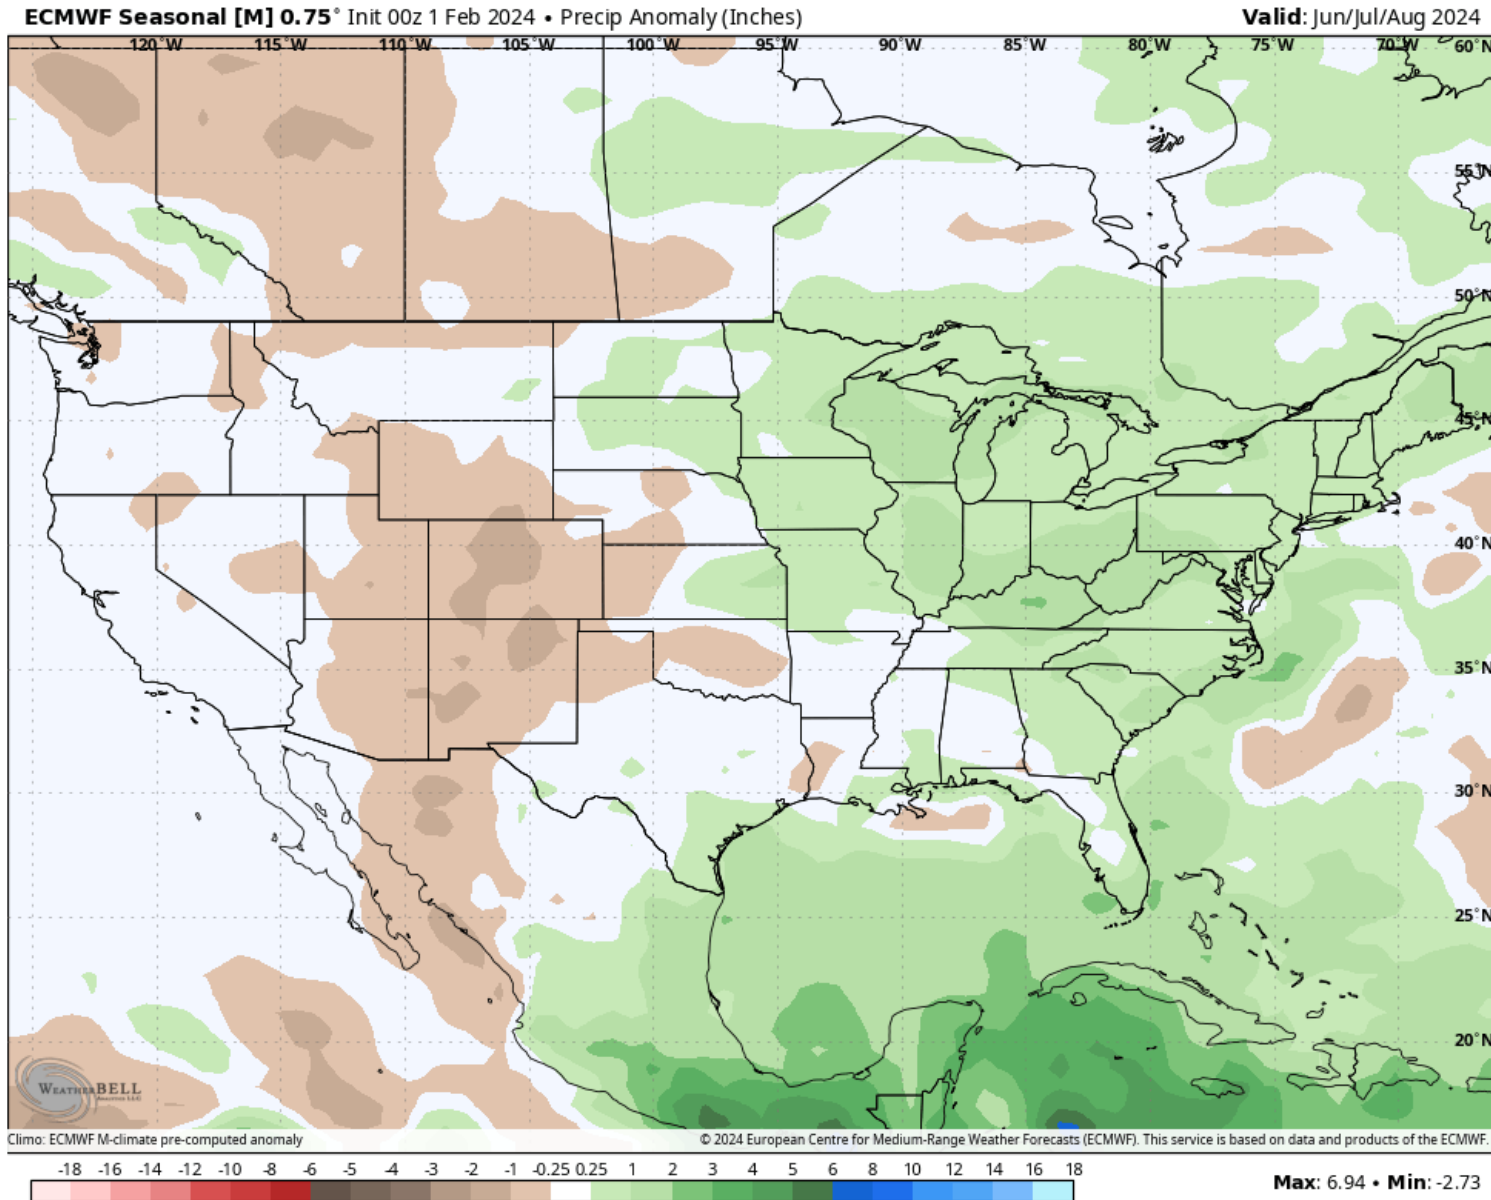 ECMWF Seasonal [M] 0.75° Init 00z 1 Feb 2024 • Precip Anomaly (Inches)
Valid: Jun/Jul/Aug 2024
120°W 115°W 110°W 105°W 100°W 95°W 90°W 85°W 80°W 75°W 70°W 60°N
55°N
50°N
45°N
40°N
35°N
30°N
25°N
20°N
WEATHERBELL
Analytics LLC
Climo: ECMWF M-climate pre-computed anomaly
© 2024 European Centre for Medium-Range Weather Forecasts (ECMWF). This service is based on data and products of the ECMWF.
-18 -16 -14 -12 -10 -8 -6 -5 -4 -3 -2 -1 -0.25 0.25 1 2 3 4 5 6 8 10 12 14 16 18
Max: 6.94 • Min: -2.73